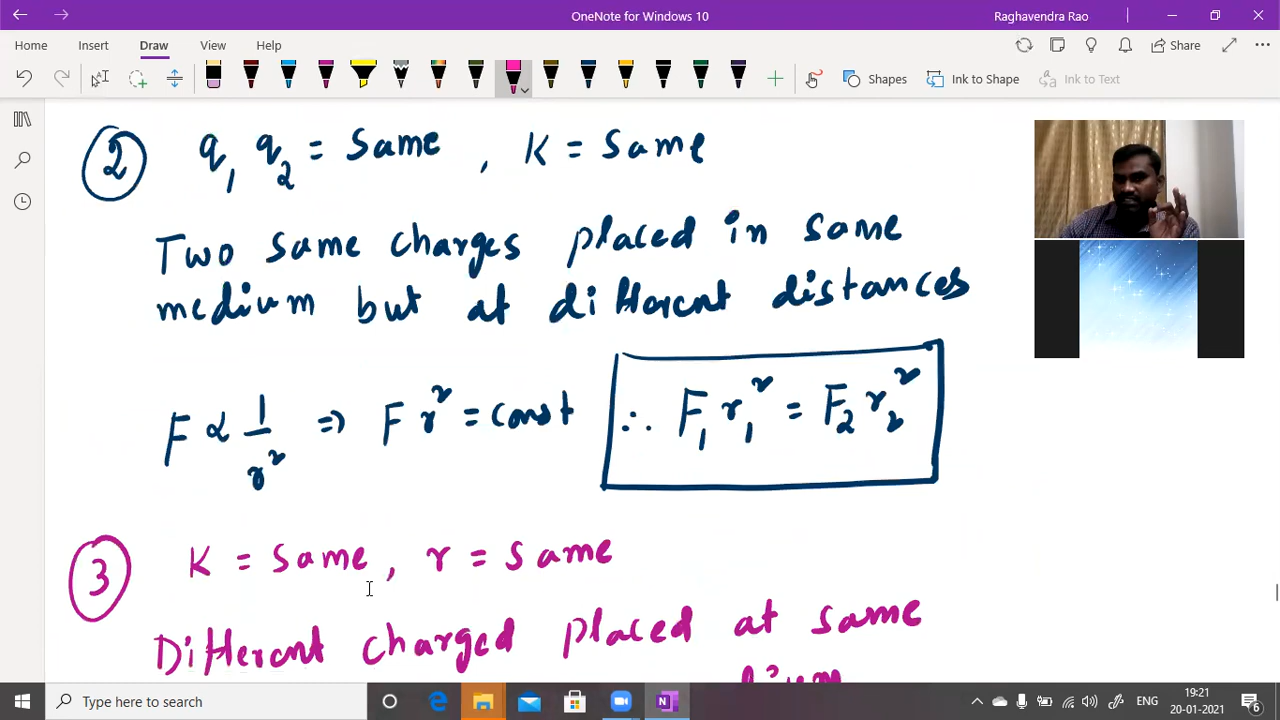 OneNote for Windows 10
Raghavendra Rao
Home Insert Draw View Help
Share
Shapes
Ink to Shape
Ink to Text
2 q1 q2 = same, K = same
Two same charges placed in same
medium but at different distances
F ∝ 1/r² ⇒ F r² = const ∴ F1 r1² = F2 r2²
3 K = same, r = same
Different charged placed at same
dium
Type here to search
ENG
19:21
20-01-2021
6